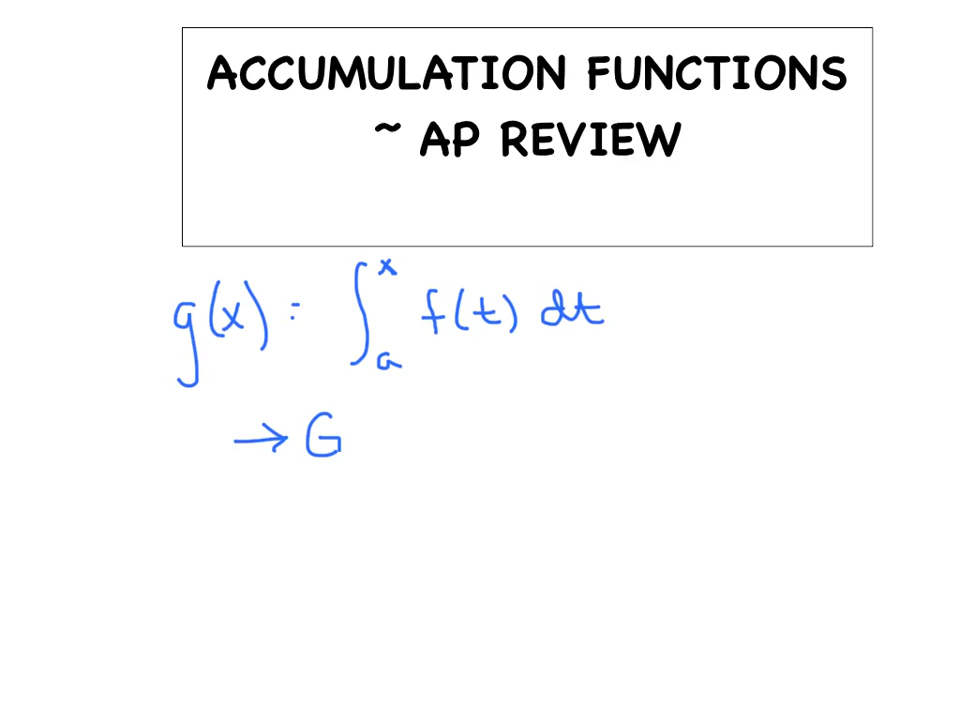 ACCUMULATION FUNCTIONS
~ AP REVIEW
g(x) = ∫ₐˣ f(t) dt
→ G